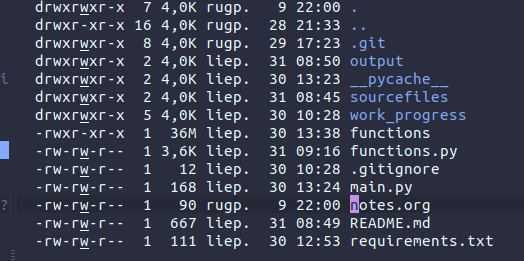 drwxrwxr-x 7 4,0K rugp. 9 22:00 .
drwxr-xr-x 16 4,0K rugp. 28 21:33 ..
drwxrwxr-x 8 4,0K rugp. 29 17:23 .git
drwxrwxr-x 2 4,0K liep. 31 08:50 output
drwxrwxr-x 2 4,0K liep. 30 13:23 __pycache__
drwxrwxr-x 2 4,0K liep. 31 08:45 sourcefiles
drwxrwxr-x 5 4,0K liep. 30 10:28 work_progress
-rwxr-xr-x 1 36M liep. 30 13:38 functions
-rw-rw-r-- 1 3,6K liep. 31 09:16 functions.py
-rw-rw-r-- 1 12 liep. 30 10:28 .gitignore
-rw-rw-r-- 1 168 liep. 30 13:24 main.py
? -rw-rw-r-- 1 90 rugp. 9 22:00 notes.org
-rw-rw-r-- 1 667 liep. 31 08:49 README.md
-rw-rw-r-- 1 111 liep. 30 12:53 requirements.txt